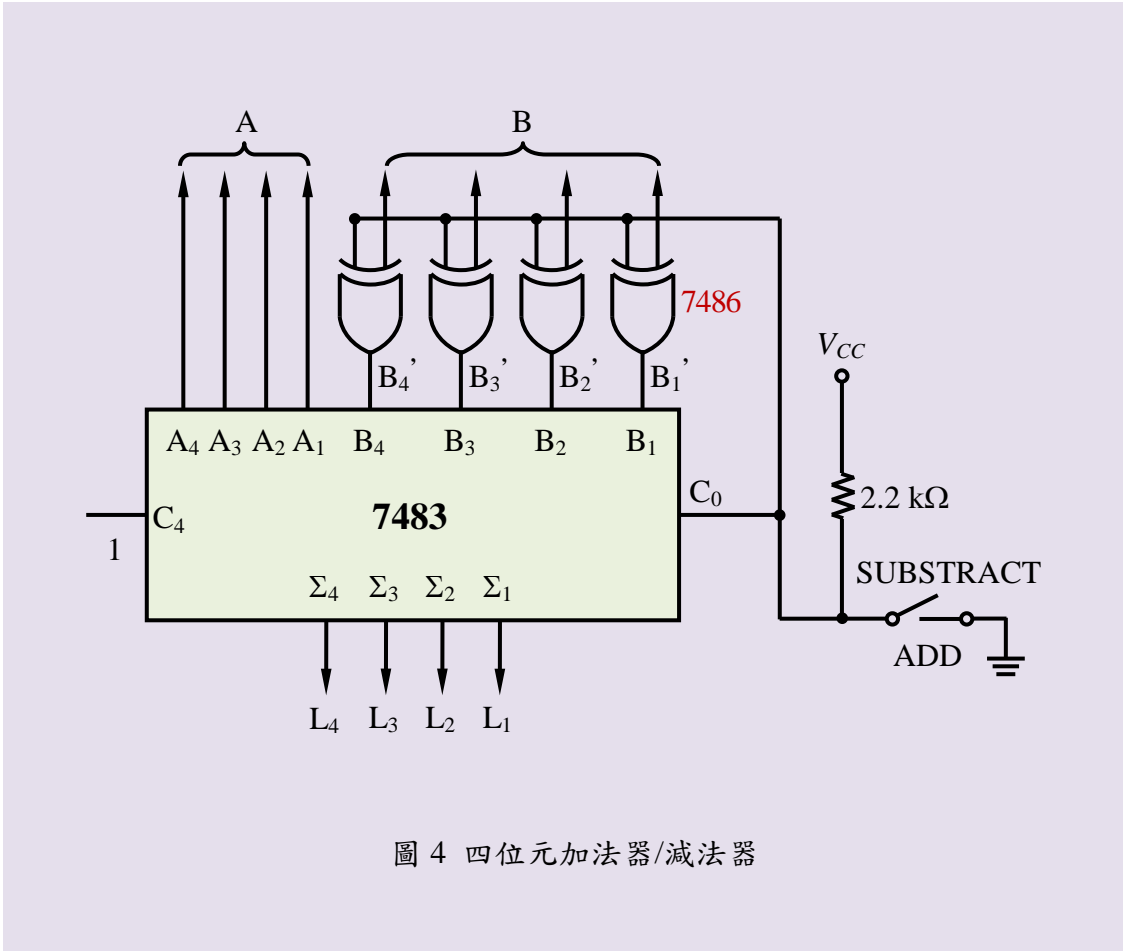 A
B
7486
V_CC
B₄’ B₃’ B₂’ B₁’
A₄ A₃ A₂ A₁ B₄ B₃ B₂ B₁
C₀
2.2 kΩ
C₄
7483
1
SUBSTRACT
Σ₄ Σ₃ Σ₂ Σ₁
ADD
L₄ L₃ L₂ L₁
圖 4 四位元加法器/減法器